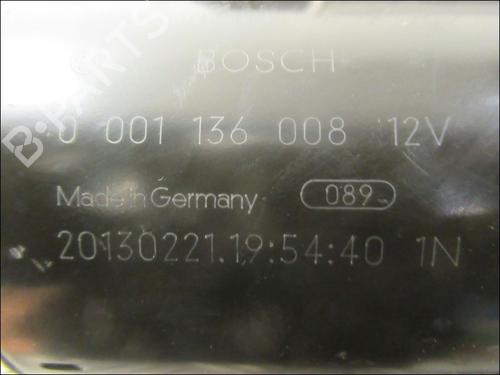 BOSCH
0 001 136 008 12V
Made in Germany 089
20130221.19:54:40 1N
B-PARTS